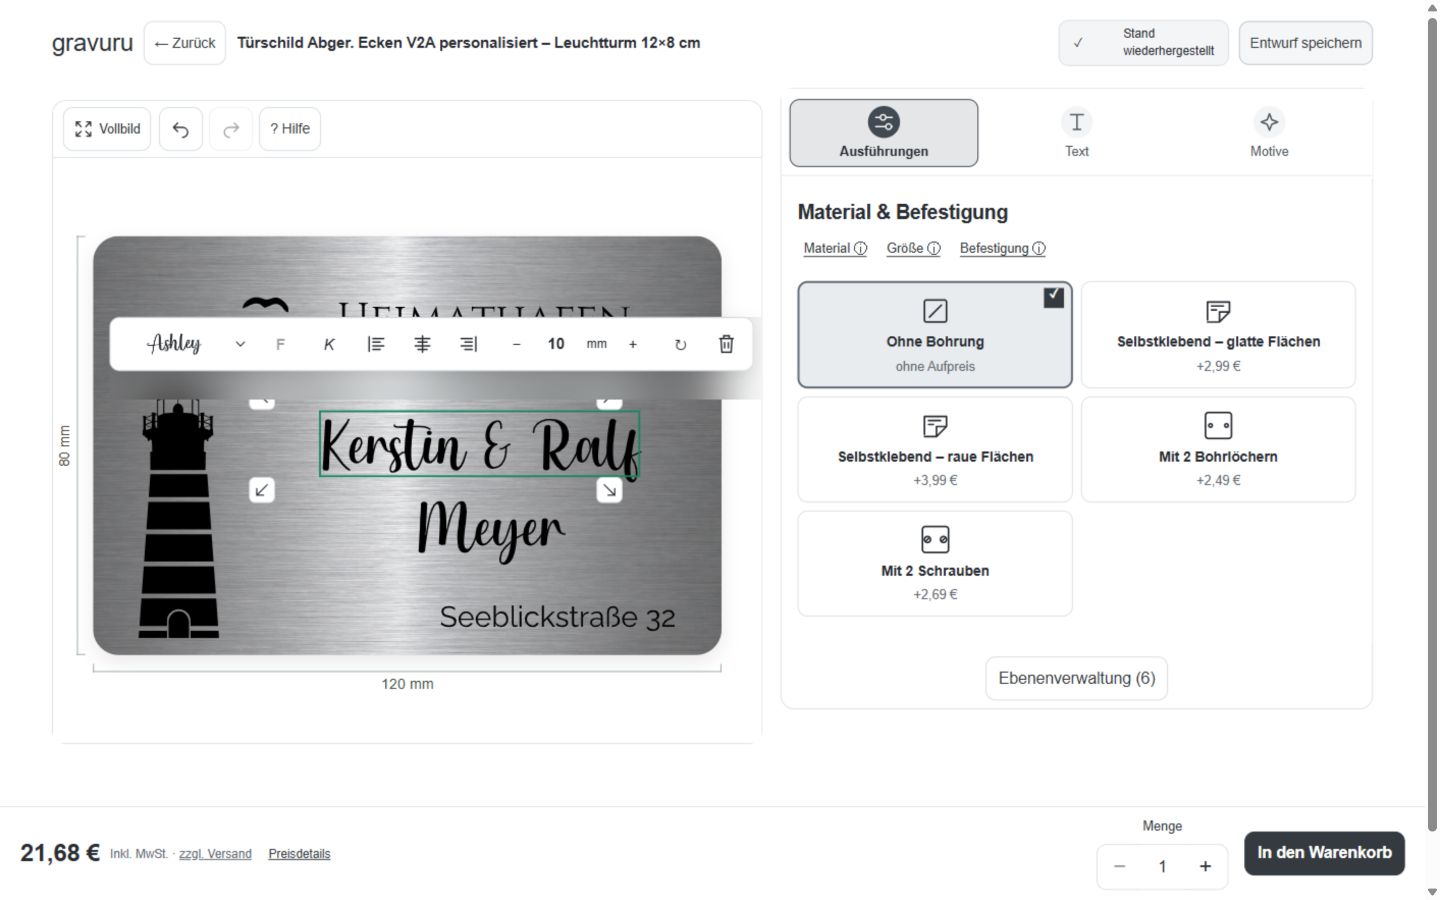 gravuru
← Zurück
Türschild Abger. Ecken V2A personalisiert – Leuchtturm 12×8 cm
✓ Stand wiederhergestellt
Entwurf speichern
Vollbild
? Hilfe
Ausführungen
Text
Motive
Material & Befestigung
Material ⓘ Größe ⓘ Befestigung ⓘ
Ohne Bohrung
ohne Aufpreis
Selbstklebend – glatte Flächen
+2,99 €
Selbstklebend – raue Flächen
+3,99 €
Mit 2 Bohrlöchern
+2,49 €
Mit 2 Schrauben
+2,69 €
Ebenenverwaltung (6)
HEIMATHAFEN
Ashley F K − 10 mm +
Kerstin & Ralf
Meyer
Seeblickstraße 32
80 mm
120 mm
21,68 € Inkl. MwSt. · zzgl. Versand Preisdetails
Menge
− 1 +
In den Warenkorb